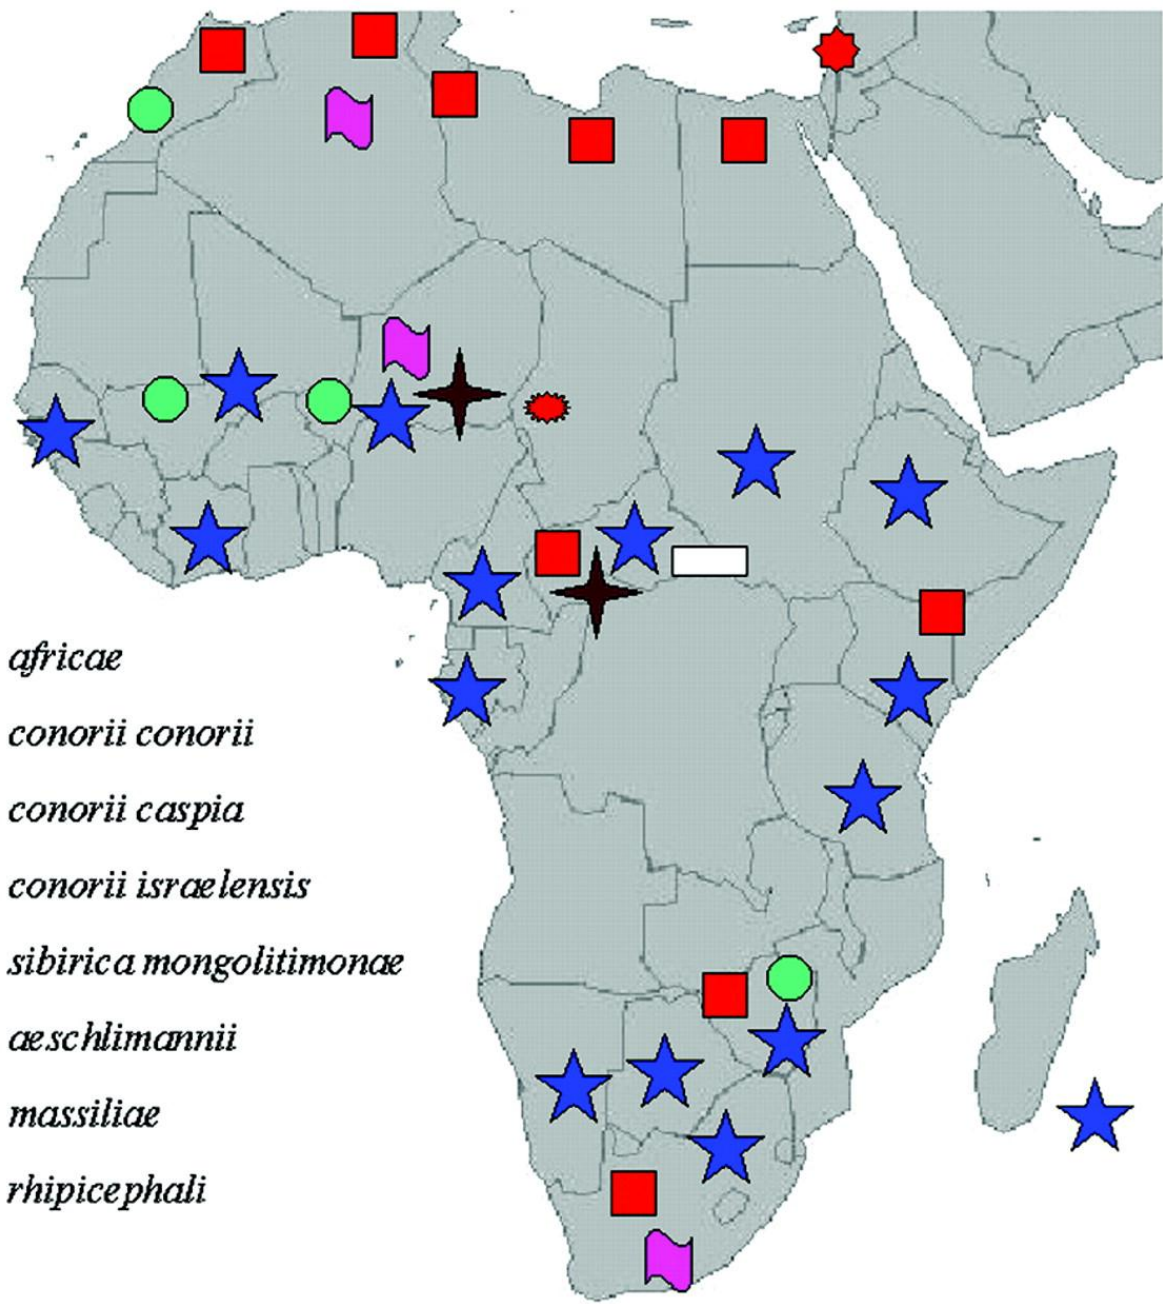 africae
conorii conorii
conorii caspia
conorii israelensis
sibirica mongolitimonae
aeschlimannii
massiliae
rhipicephali